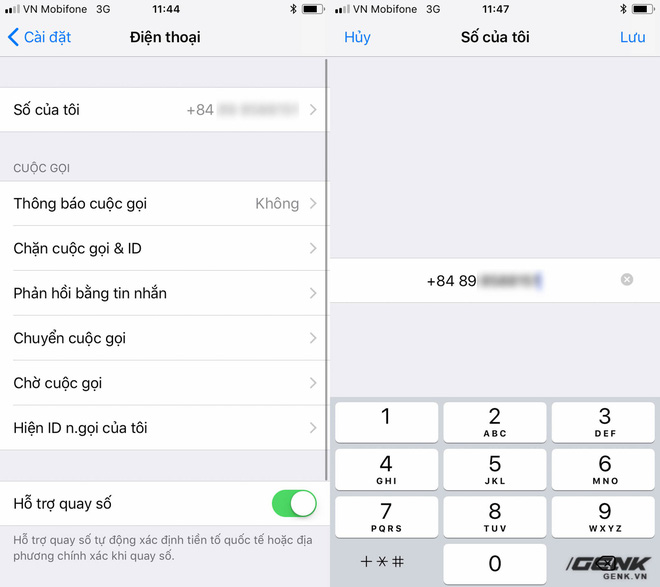 VN Mobifone 3G 11:44
Cài đặt Điện thoại
Số của tôi +84
CUỘC GỌI
Thông báo cuộc gọi Không
Chặn cuộc gọi & ID
Phản hồi bằng tin nhắn
Chuyển cuộc gọi
Chờ cuộc gọi
Hiện ID n.gọi của tôi
Hỗ trợ quay số
Hỗ trợ quay số tự động xác định tiền tố quốc tế hoặc địa
phương chính xác khi quay số.
VN Mobifone 3G 11:47
Hủy Số của tôi Lưu
+84 89
1 2 3
ABC DEF
4 5 6
GHI JKL MNO
7 8 9
PQRS TUV WXYZ
+*# 0
GENK
GENK.VN